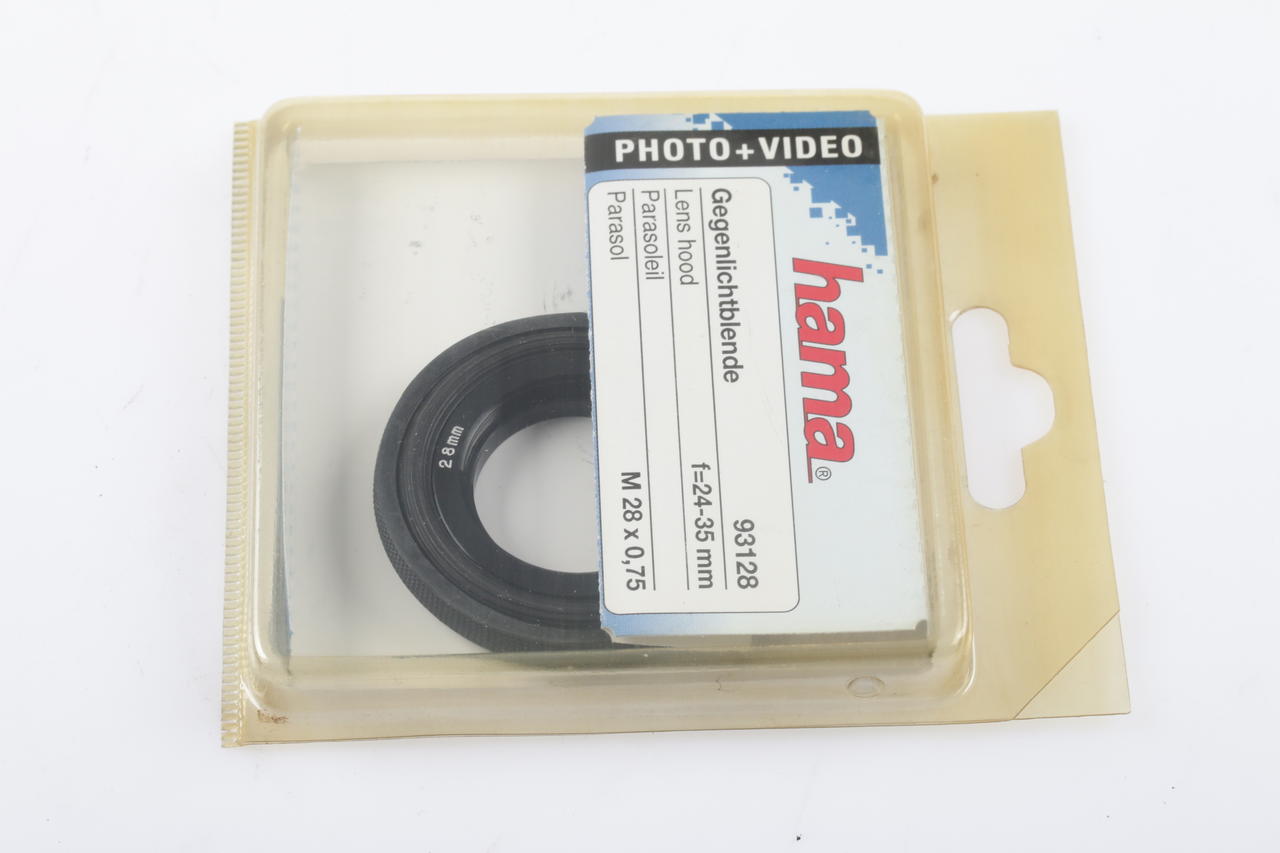 PHOTO+VIDEO
hama®
Gegenlichtblende 93128
Lens hood f=24-35 mm
Parasoleil
Parasol M 28 x 0,75
28mm